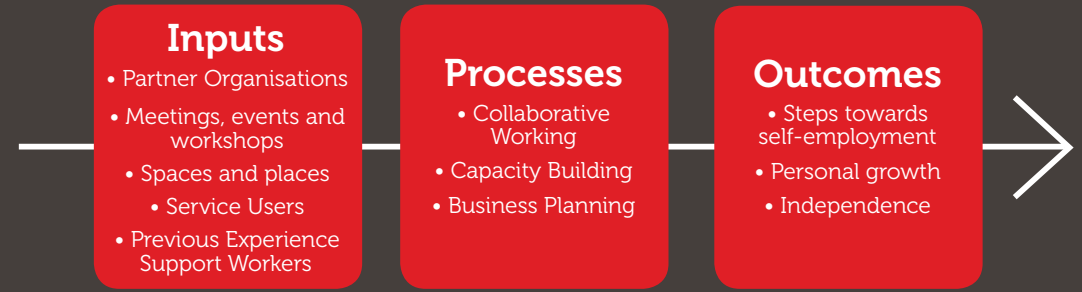 Inputs
• Partner Organisations
• Meetings, events and
workshops
• Spaces and places
• Service Users
• Previous Experience
Support Workers
Processes
• Collaborative
Working
• Capacity Building
• Business Planning
Outcomes
• Steps towards
self-employment
• Personal growth
• Independence